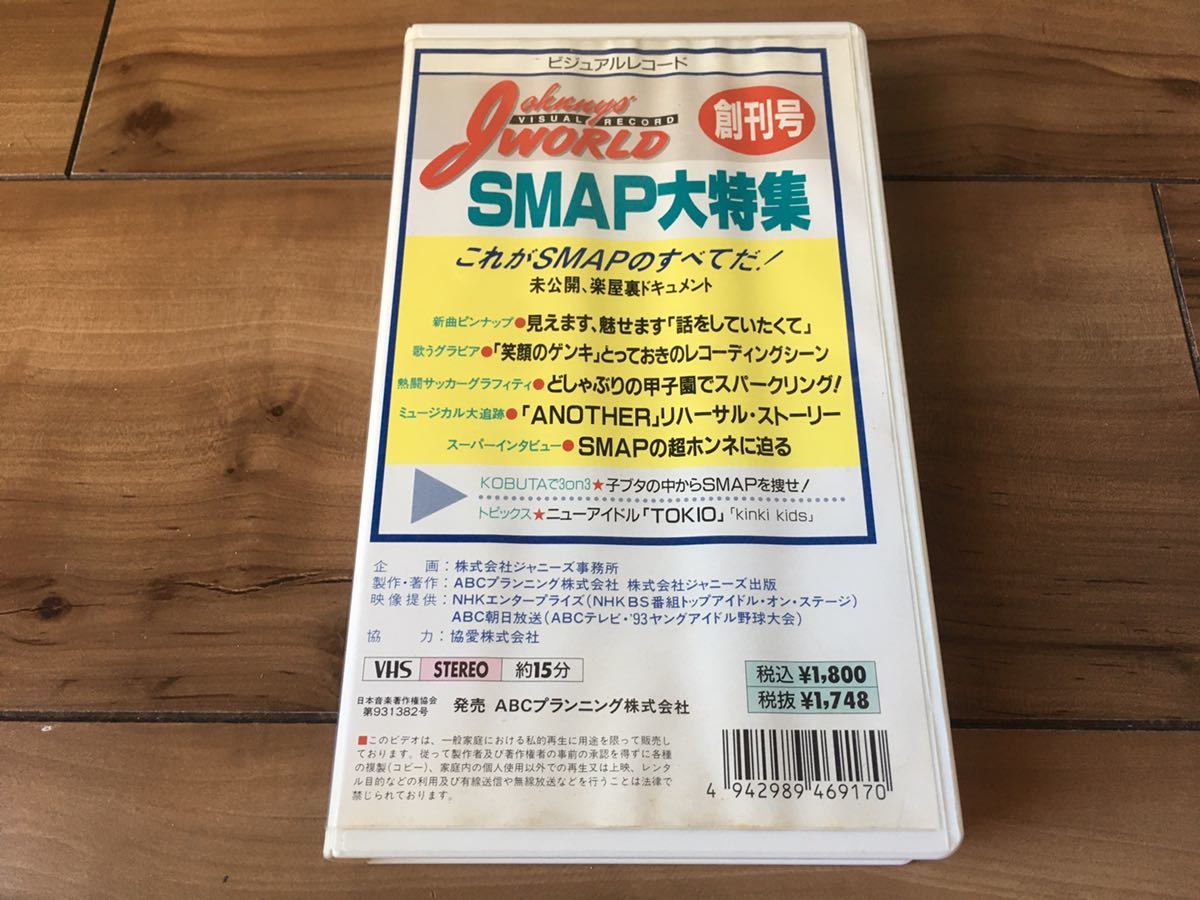 ビジュアルレコード
Johnnys'
VISUAL RECORD
WORLD
創刊号
SMAP大特集
これがSMAPのすべてだ!
未公開、楽屋裏ドキュメント
新曲ピンナップ●見えます、魅せます「話をしていたくて」
歌うグラビア●「笑顔のゲンキ」とっておきのレコーディングシーン
熱闘サッカーグラフィティ●どしゃぶりの甲子園でスパークリング!
ミュージカル大追跡●「ANOTHER」リハーサル・ストーリー
スーパーインタビュー●SMAPの超ホンネに迫る
KOBUTAで3on3★子ブタの中からSMAPを捜せ!
トピックス★ニューアイドル「TOKIO」「kinki kids」
企画:株式会社ジャニーズ事務所
製作・著作:ABCプランニング株式会社 株式会社ジャニーズ出版
映像提供:NHKエンタープライズ(NHK BS番組トップアイドル・オン・ステージ)
ABC朝日放送(ABCテレビ・'93ヤングアイドル野球大会)
協力:協愛株式会社
VHS STEREO 約15分
税込 ¥1,800
税抜 ¥1,748
日本音楽著作権協会
第931382号
発売 ABCプランニング株式会社
■このビデオは、一般家庭における私的再生に用途を限って販売し
ております。従って製作者及び著作権者の事前の承認を得ずに各種
の複製(コピー)、家庭内の個人使用以外での再生又は上映、レンタ
ル目的などの利用及び有線送信や無線放送などを行うことは法律で
禁じられております。
4 942989 469170